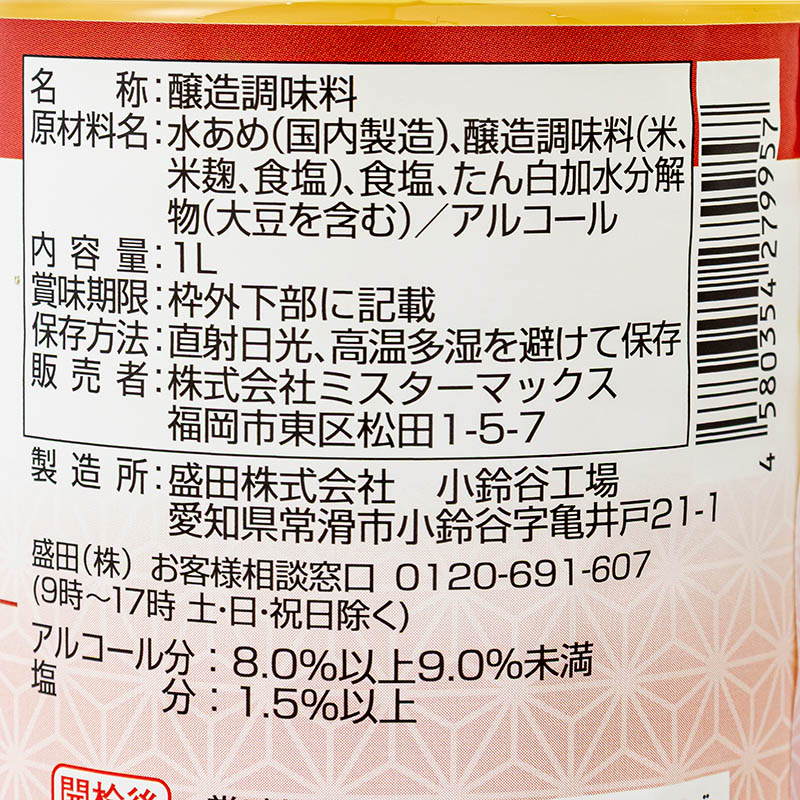 名称:醸造調味料
原材料名:水あめ(国内製造)、醸造調味料(米、
米麹、食塩)、食塩、たん白加水分解
物(大豆を含む)/アルコール
内容量:1L
賞味期限:枠外下部に記載
保存方法:直射日光、高温多湿を避けて保存
販売者:株式会社ミスターマックス
福岡市東区松田1-5-7
製造所:盛田株式会社 小鈴谷工場
愛知県常滑市小鈴谷字亀井戸21-1
盛田(株) お客様相談窓口 0120-691-607
(9時~17時 土・日・祝日除く)
アルコール分:8.0%以上9.0%未満
塩分:1.5%以上
開栓後
4 580354 279957